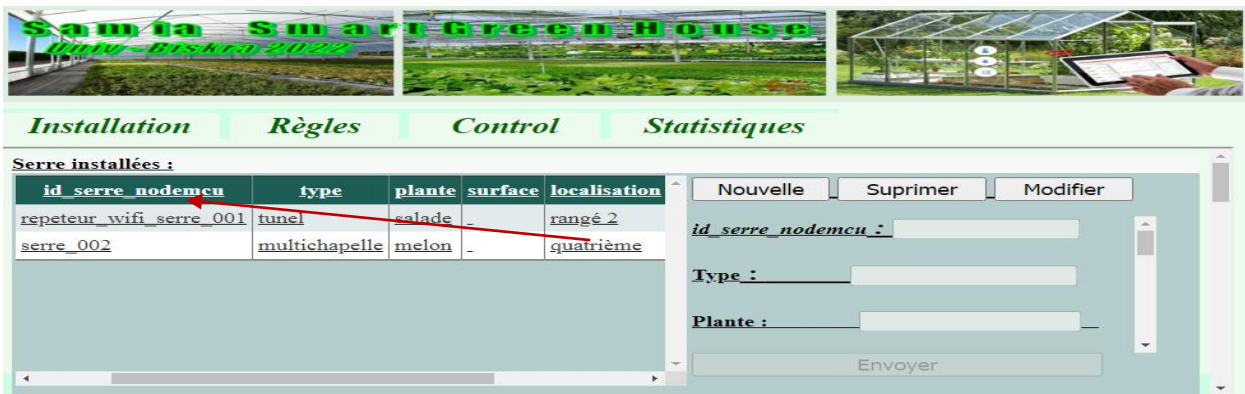 Samia Smart Green House
Univ - Biskra 2022
Installation Règles Control Statistiques
Serre installées :
id_serre_nodemcu type plante surface localisation
repeteur_wifi_serre_001 tunel - salade rangé 2
serre_002 multichapelle melon - quatrième
Nouvelle Suprimer Modifier
id_serre_nodemcu :
Type :
Plante :
Envoyer